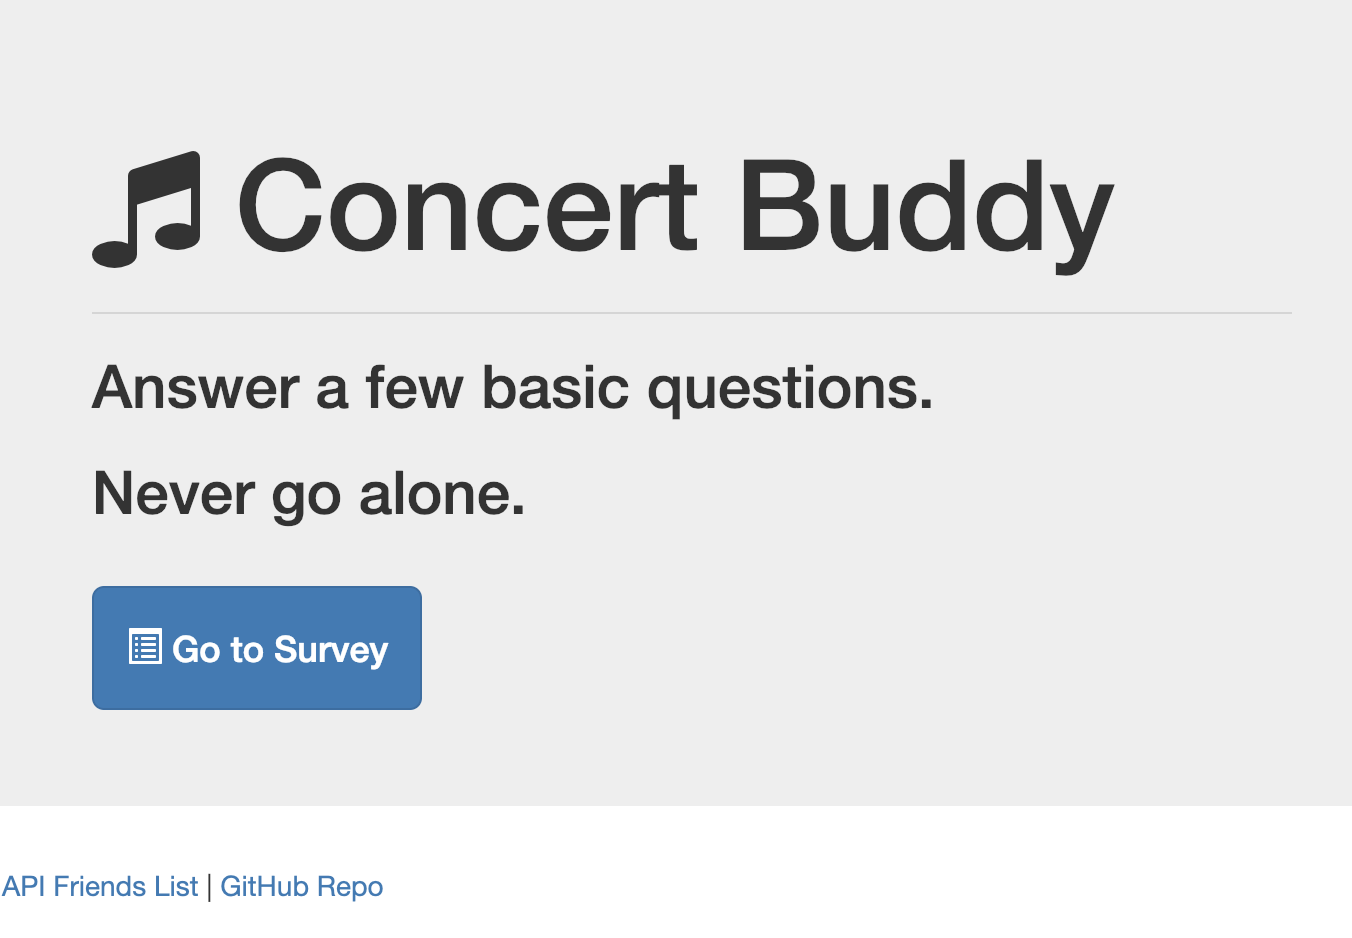 Concert Buddy
Answer a few basic questions.
Never go alone.
Go to Survey
API Friends List | GitHub Repo